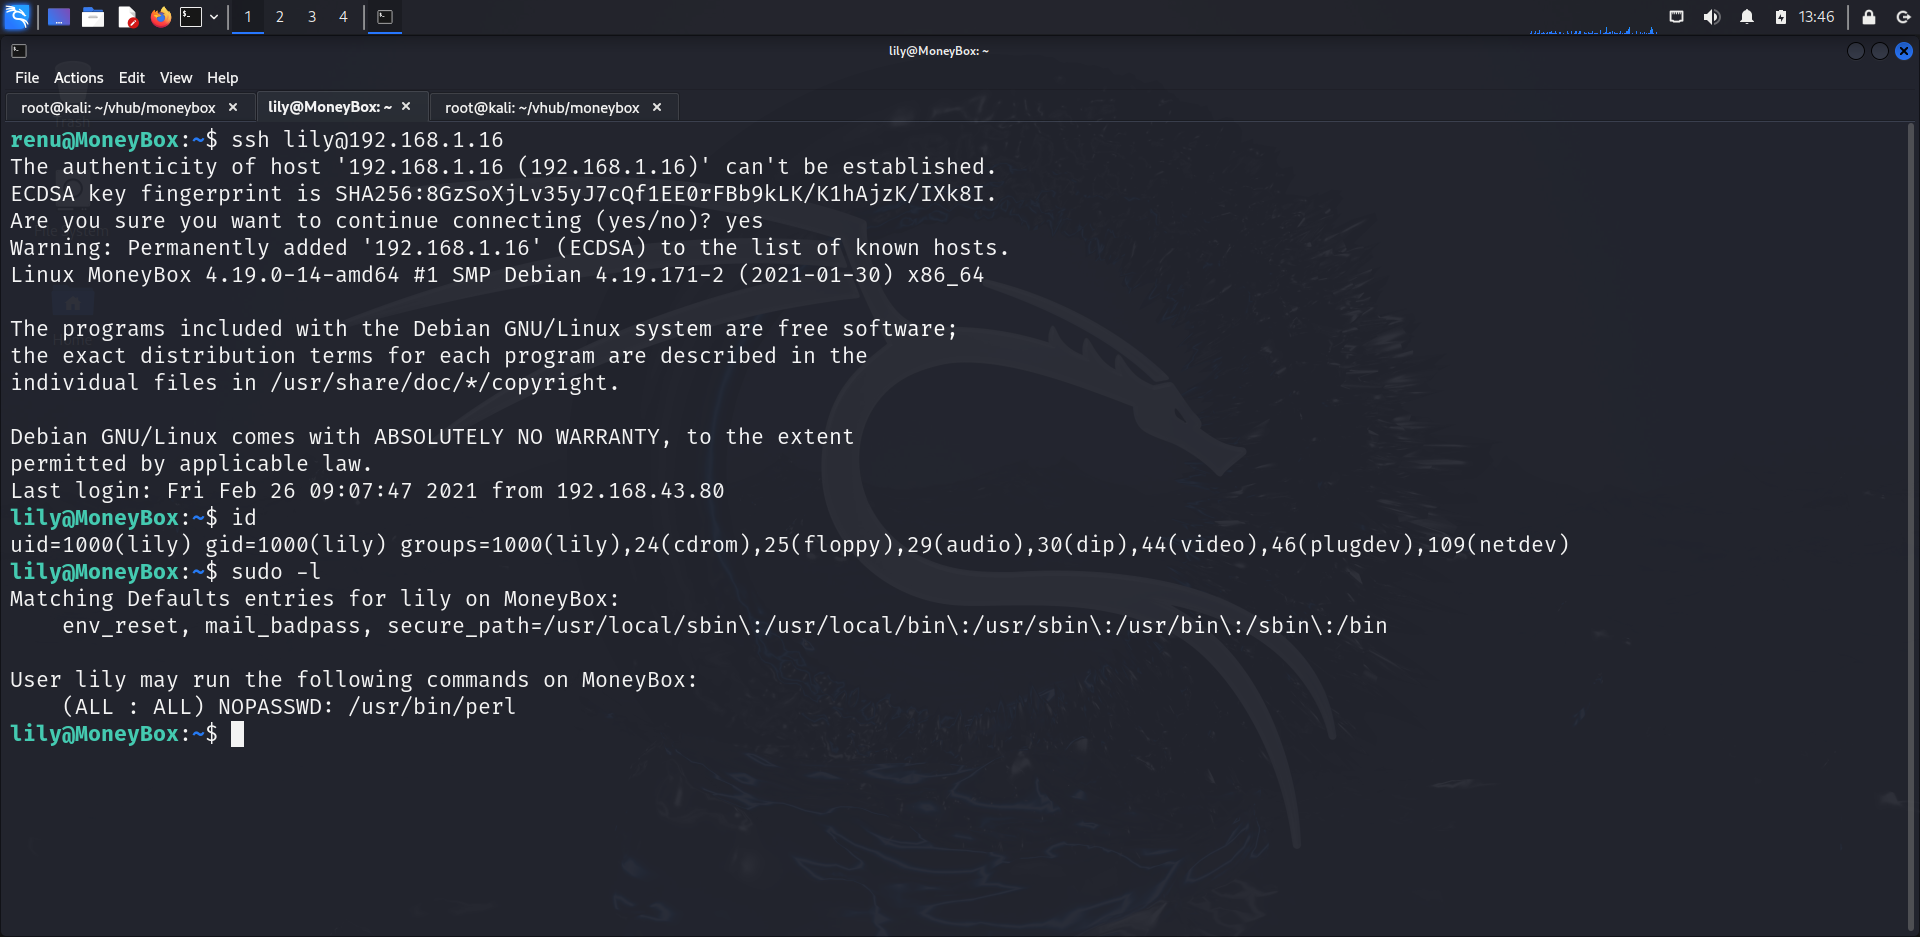 1 2 3 4
13:46
lily@MoneyBox: ~
File Actions Edit View Help
root@kali: ~/vhub/moneybox × lily@MoneyBox: ~ × root@kali: ~/vhub/moneybox ×
renu@MoneyBox:~$ ssh lily@192.168.1.16
The authenticity of host '192.168.1.16 (192.168.1.16)' can't be established.
ECDSA key fingerprint is SHA256:8GzSoXjLv35yJ7cQf1EE0rFBb9kLK/K1hAjzK/IXk8I.
Are you sure you want to continue connecting (yes/no)? yes
Warning: Permanently added '192.168.1.16' (ECDSA) to the list of known hosts.
Linux MoneyBox 4.19.0-14-amd64 #1 SMP Debian 4.19.171-2 (2021-01-30) x86_64
The programs included with the Debian GNU/Linux system are free software;
the exact distribution terms for each program are described in the
individual files in /usr/share/doc/*/copyright.
Debian GNU/Linux comes with ABSOLUTELY NO WARRANTY, to the extent
permitted by applicable law.
Last login: Fri Feb 26 09:07:47 2021 from 192.168.43.80
lily@MoneyBox:~$ id
uid=1000(lily) gid=1000(lily) groups=1000(lily),24(cdrom),25(floppy),29(audio),30(dip),44(video),46(plugdev),109(netdev)
lily@MoneyBox:~$ sudo -l
Matching Defaults entries for lily on MoneyBox:
    env_reset, mail_badpass, secure_path=/usr/local/sbin\:/usr/local/bin\:/usr/sbin\:/usr/bin\:/sbin\:/bin
User lily may run the following commands on MoneyBox:
    (ALL : ALL) NOPASSWD: /usr/bin/perl
lily@MoneyBox:~$